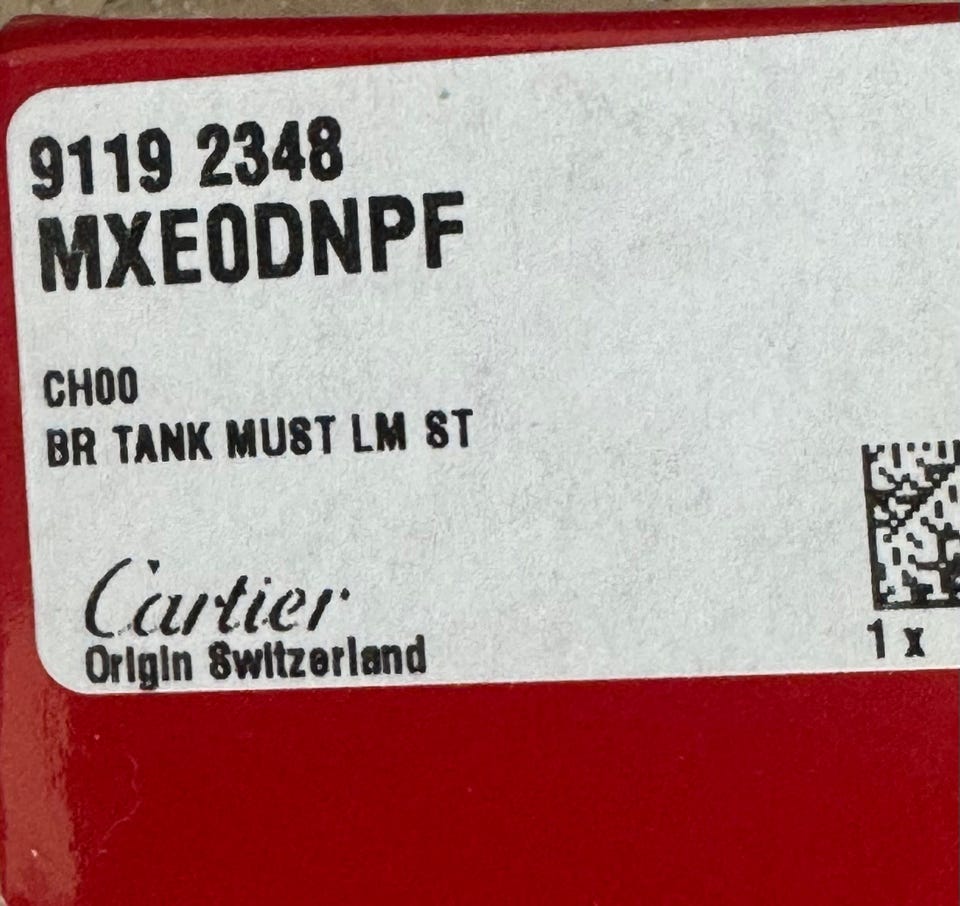 9119 2348
MXE0DNPF
CH00
BR TANK MUST LM ST
Cartier
Origin Switzerland
1 x